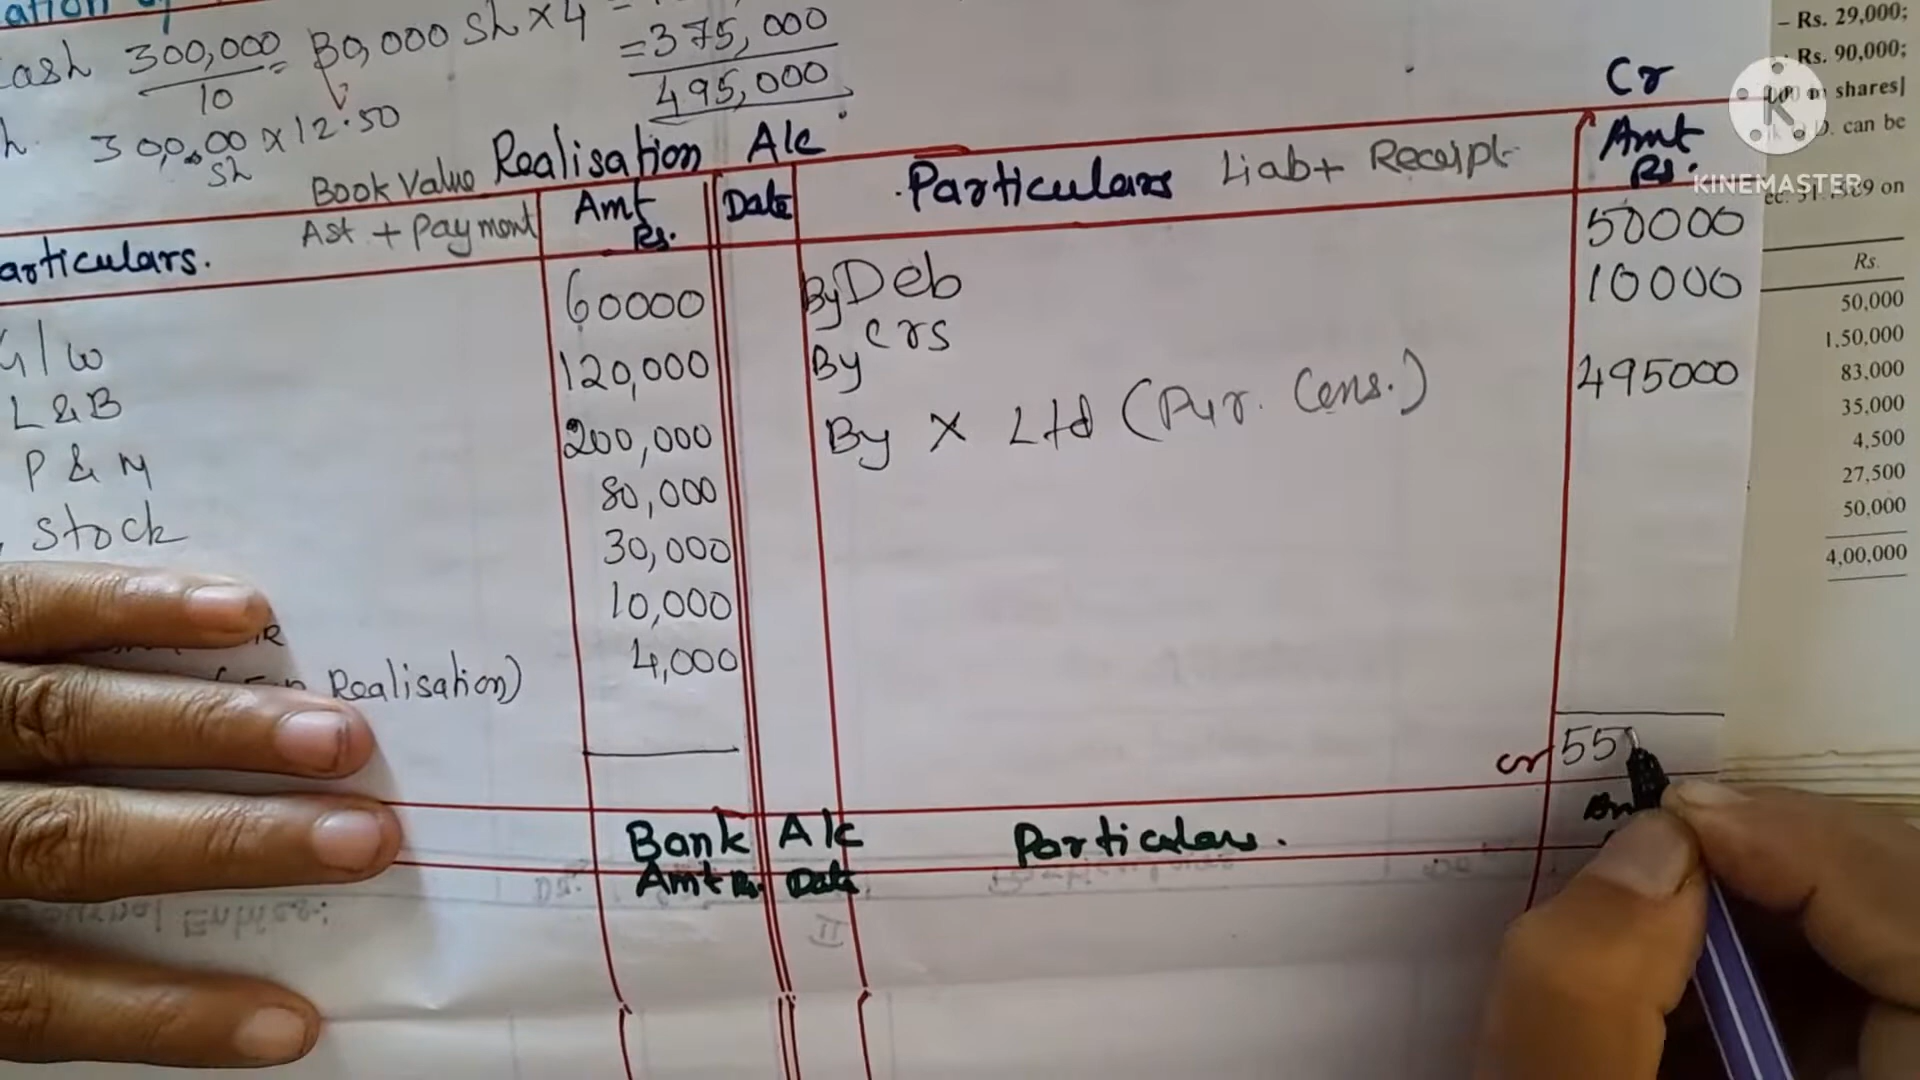 300,000 = 30,000 Sh X 4
10
= 375,000
495,000
300,00 X 12.50
Sh
Book Value Realisation A/c
Cr
Particulars.
Ast + Payment
Amt
Rs.
Date
Particulars
Liab + Receipt
Amt
Rs.
G/W
60000
L & B
120,000
P & M
200,000
Stock
80,000
30,000
10,000
Realisation)
4,000
By Deb
50000
By Crs
10000
By X Ltd (Pur. Cons.)
495000
55
Cr
Bank A/c
Particulars.
Amt Rs.
Date
– Rs. 29,000;
Rs. 90,000;
shares]
can be
on
Rs.
50,000
1,50,000
83,000
35,000
4,500
27,500
50,000
4,00,000
K
KINEMASTER